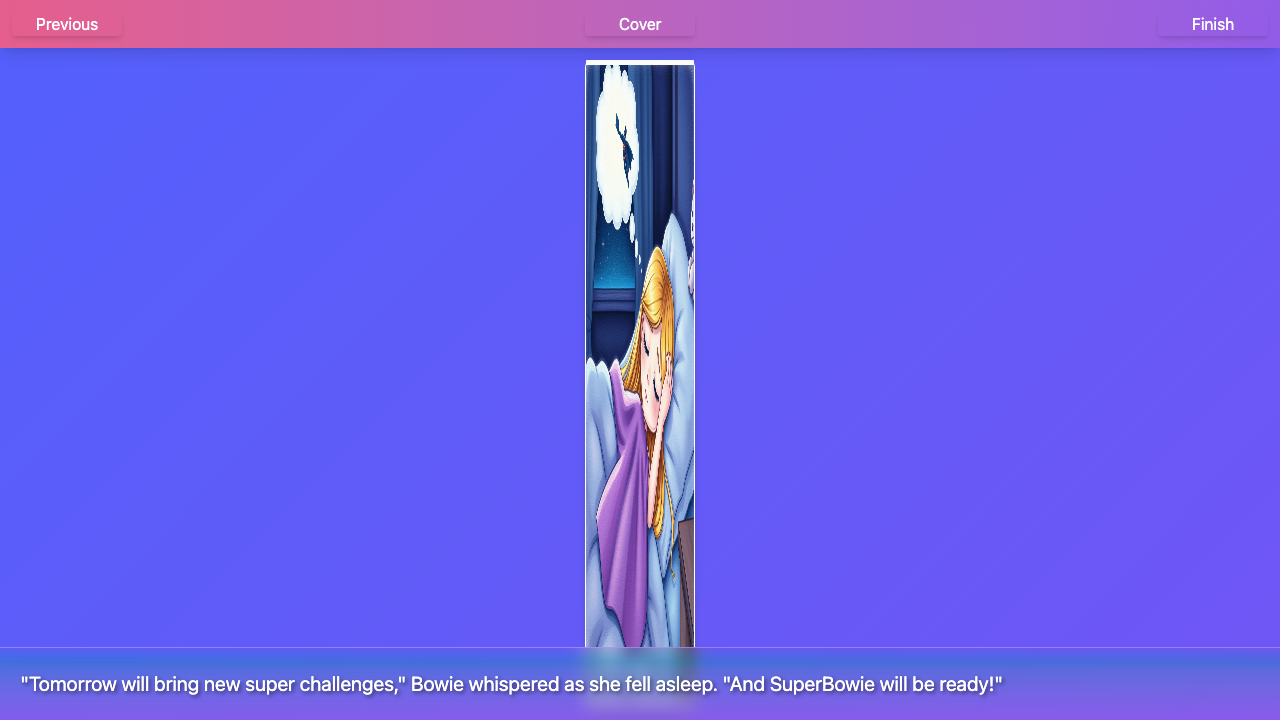 Previous
Cover
Finish
"Tomorrow will bring new super challenges," Bowie whispered as she fell asleep. "And SuperBowie will be ready!"